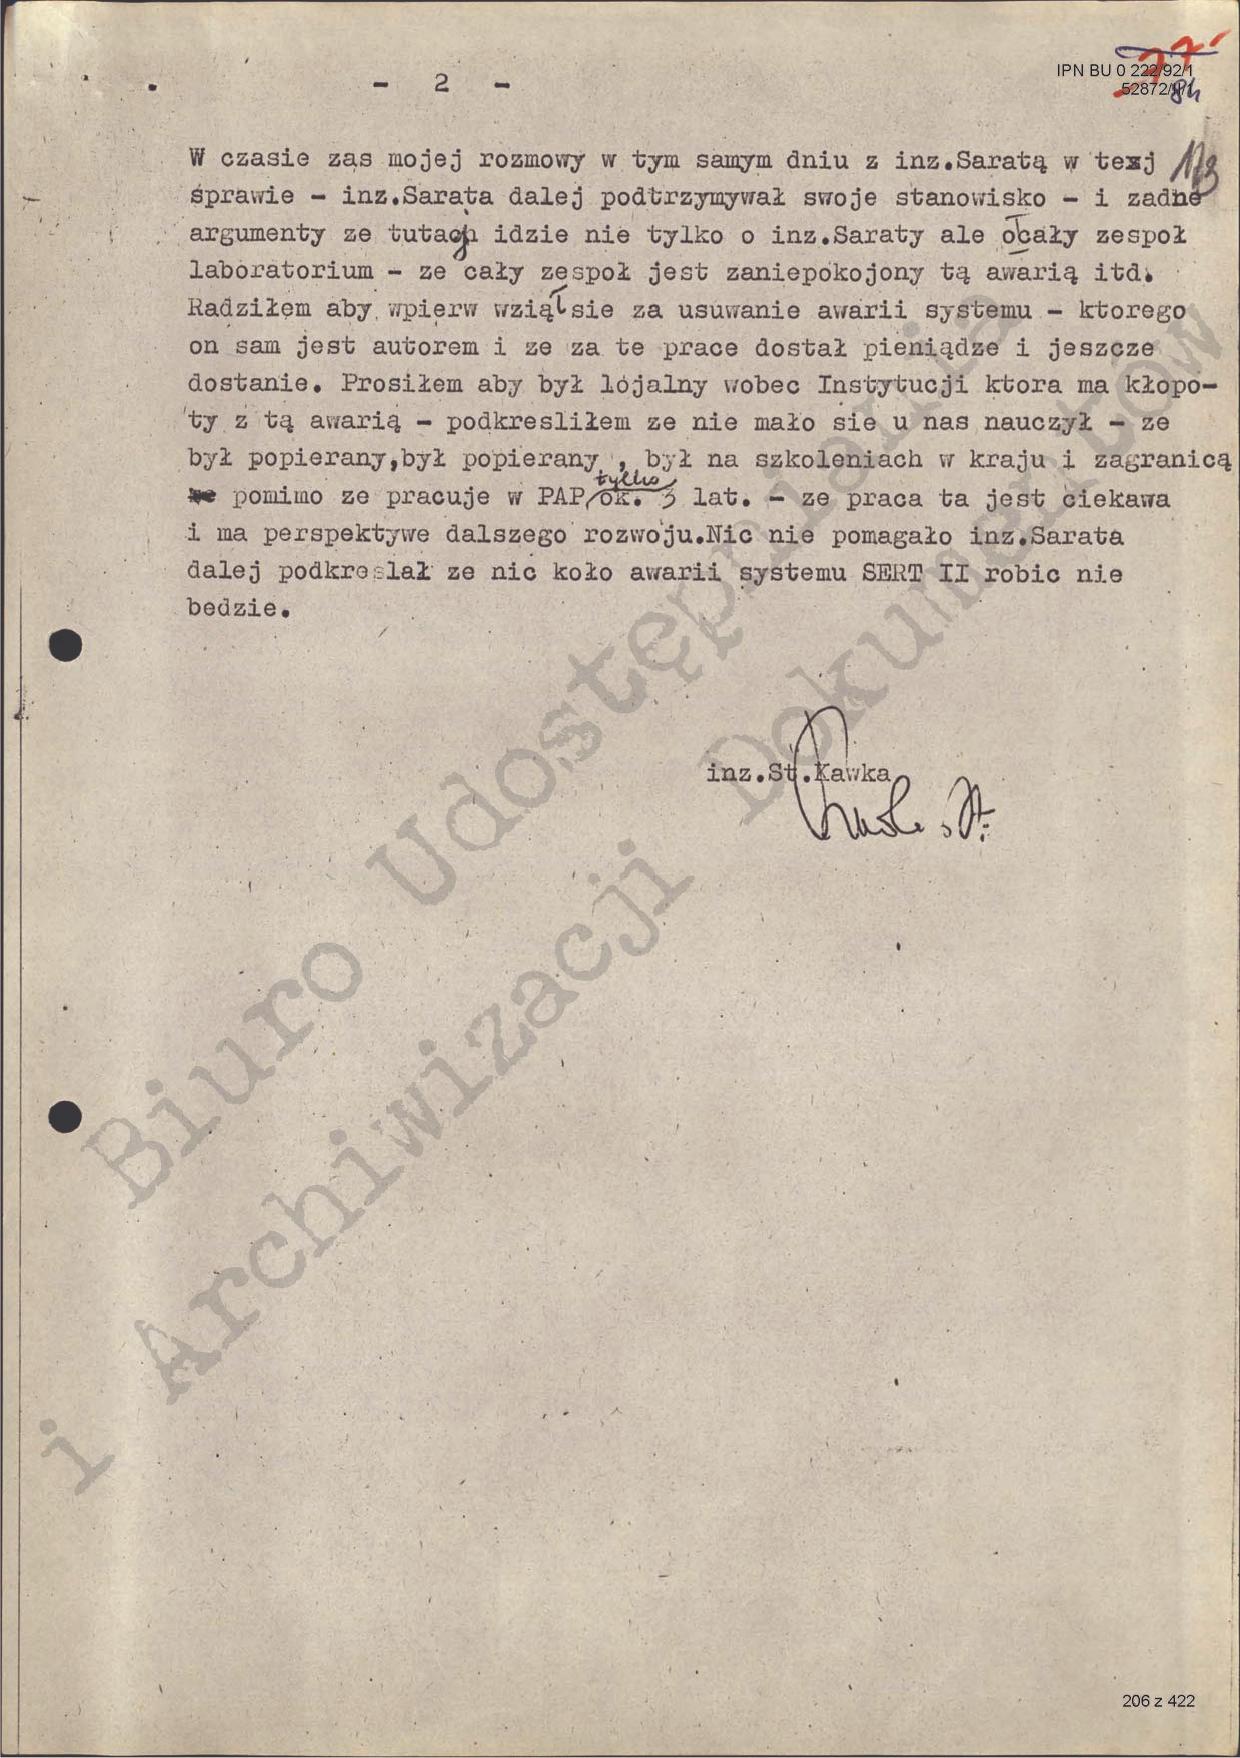 IPN BU 0 222/92/1
52872/II/1
84
- 2 -
173
W czasie zas mojej rozmowy w tym samym dniu z inz.Saratą w texj
sprawie - inz.Sarata dalej podtrzymywał swoje stanowisko - i zadne
argumenty ze tutaj idzie nie tylko o inz.Saraty ale o cały zespoł
laboratorium - ze cały zespoł jest zaniepokojony tą awarią itd.
Radziłem aby wpierw wziął sie za usuwanie awarii systemu - ktorego
on sam jest autorem i ze za te prace dostał pieniądze i jeszcze
dostanie. Prosiłem aby był lojalny wobec Instytucji ktora ma kłopo-
ty z tą awarią - podkresliłem ze nie mało sie u nas nauczył - ze
był popierany,był popierany , był na szkoleniach w kraju i zagranicą
tylko
pomimo ze pracuje w PAP ok. 3 lat. - ze praca ta jest ciekawa
i ma perspektywe dalszego rozwoju.Nic nie pomagało inz.Sarata
dalej podkreslał ze nic koło awarii systemu SERT II robic nie
bedzie.
inz.St.Kawka
Biuro Udostępniania
i Archiwizacji Dokumentów
206 z 422